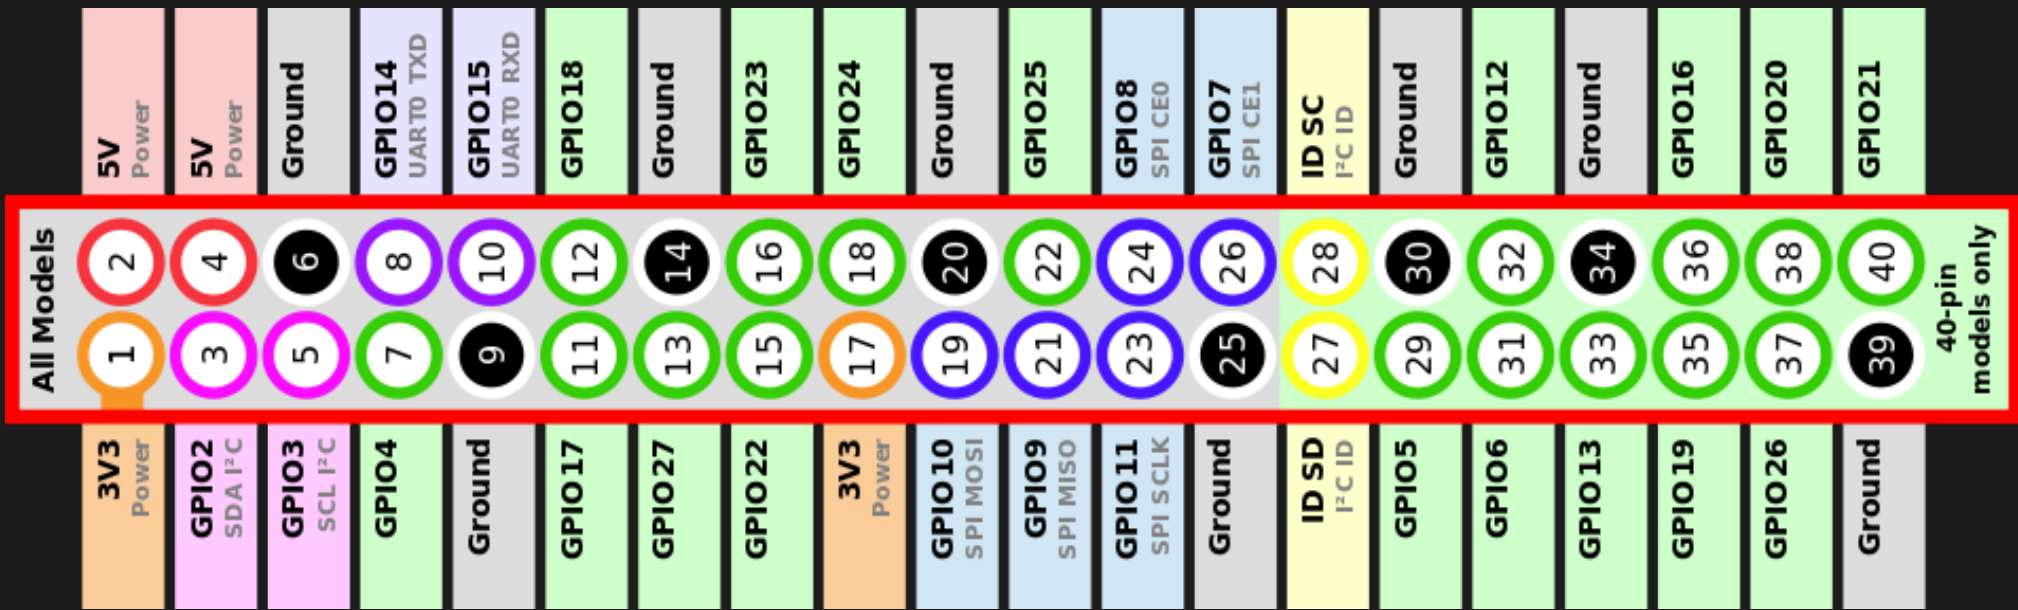 5V
Power
5V
Power
Ground
GPIO14
UART0 TXD
GPIO15
UART0 RXD
GPIO18
Ground
GPIO23
GPIO24
Ground
GPIO25
GPIO8
SPI CE0
GPIO7
SPI CE1
ID SC
I²C ID
Ground
GPIO12
Ground
GPIO16
GPIO20
GPIO21
All Models
2 4 6 8 10 12 14 16 18 20 22 24 26 28 30 32 34 36 38 40
1 3 5 7 9 11 13 15 17 19 21 23 25 27 29 31 33 35 37 39
40-pin
models only
3V3
Power
GPIO2
SDA I²C
GPIO3
SCL I²C
GPIO4
Ground
GPIO17
GPIO27
GPIO22
3V3
Power
GPIO10
SPI MOSI
GPIO9
SPI MISO
GPIO11
SPI SCLK
Ground
ID SD
I²C ID
GPIO5
GPIO6
GPIO13
GPIO19
GPIO26
Ground